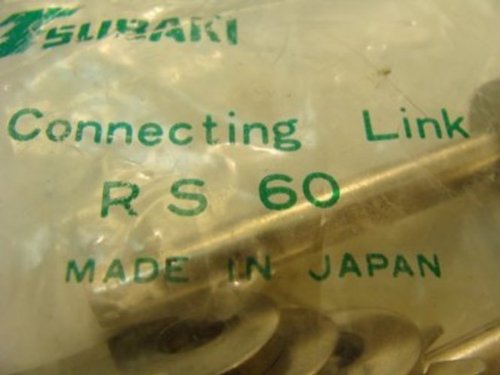 TSUBAKI
Connecting Link
RS 60
MADE IN JAPAN